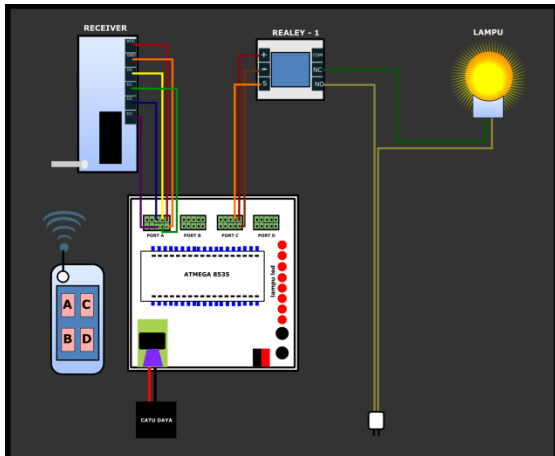 RECEIVER
REALEY - 1
LAMPU
+
-
S
COM
NC
NO
PORT A
PORT B
PORT C
PORT D
ATMEGA 8535
lampu led
A
C
B
D
CATU DAYA